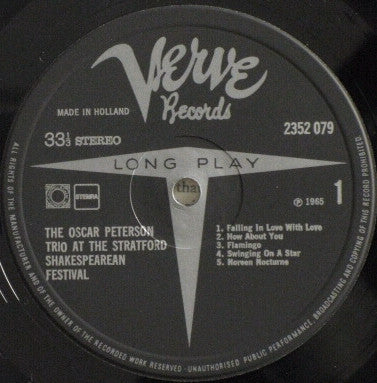 Verve
Records
MADE IN HOLLAND
2352 079
33⅓ STEREO
LONG PLAY
STEMRA
tha
℗ 1965
1
THE OSCAR PETERSON
TRIO AT THE STRATFORD
SHAKESPEAREAN
FESTIVAL
1. Falling In Love With Love
2. How About You
3. Flamingo
4. Swinging On A Star
5. Noreen Nocturne
ALL RIGHTS OF THE MANUFACTURER AND OF THE OWNER OF THE RECORDED WORK RESERVED - UNAUTHORISED PUBLIC PERFORMANCE, BROADCASTING AND COPYING OF THIS RECORD PROHIBITED.